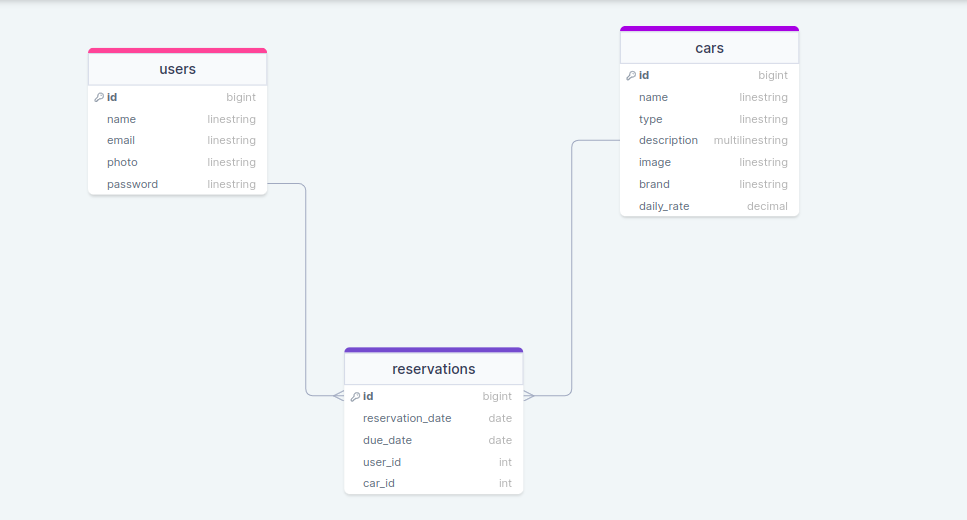 users
id bigint
name linestring
email linestring
photo linestring
password linestring
cars
id bigint
name linestring
type linestring
description multilinestring
image linestring
brand linestring
daily_rate decimal
reservations
id bigint
reservation_date date
due_date date
user_id int
car_id int